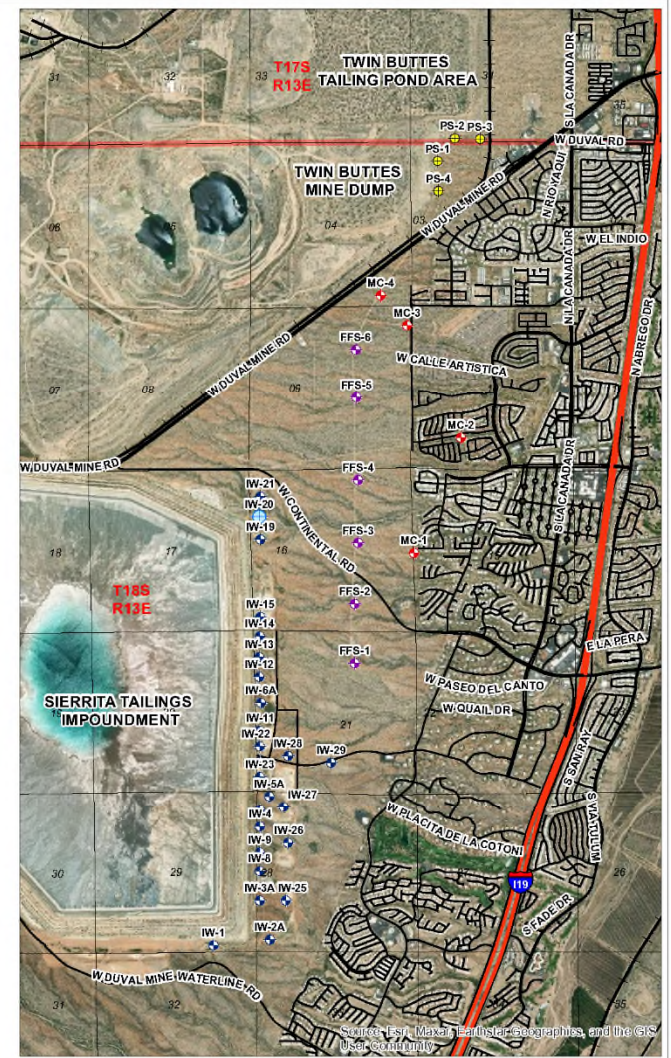 T17S
R13E
TWIN BUTTES
TAILING POND AREA
31
32
33
31
35
S LA CANADA DR
PS-2
PS-3
W DUVAL RD
PS-1
TWIN BUTTES
MINE DUMP
PS-4
N RIO YAQUI
W DUVAL MINE RD
06
05
04
03
N LA CANADA DR
W EL INDIO
N ABREGO DR
MC-4
MC-3
FFS-6
W CALLE ARTISTICA
W DUVAL MINE RD
07
08
09
FFS-5
MC-2
W DUVAL MINE RD
FFS-4
S LA CANADA DR
IW-21
IW-20
IW-19
W CONTINENTAL RD
18
17
16
FFS-3
MC-1
T18S
R13E
FFS-2
IW-15
IW-14
IW-13
IW-12
FFS-1
E LA PERA
W PASEO DEL CANTO
SIERRITA TAILINGS
IMPOUNDMENT
IW-6A
W QUAIL DR
IW-11
21
IW-22
IW-28
IW-29
S SAN RAY
IW-23
IW-5A
IW-27
IW-4
IW-26
W PLACITA DE LA COTONI
S VIA TULUM
IW-9
IW-8
30
29
28
27
26
I19
IW-3A
IW-25
S FADE DR
IW-1
IW-2A
W DUVAL MINE WATERLINE RD
31
32
35
Source: Esri, Maxar, Earthstar Geographics, and the GIS
User Community